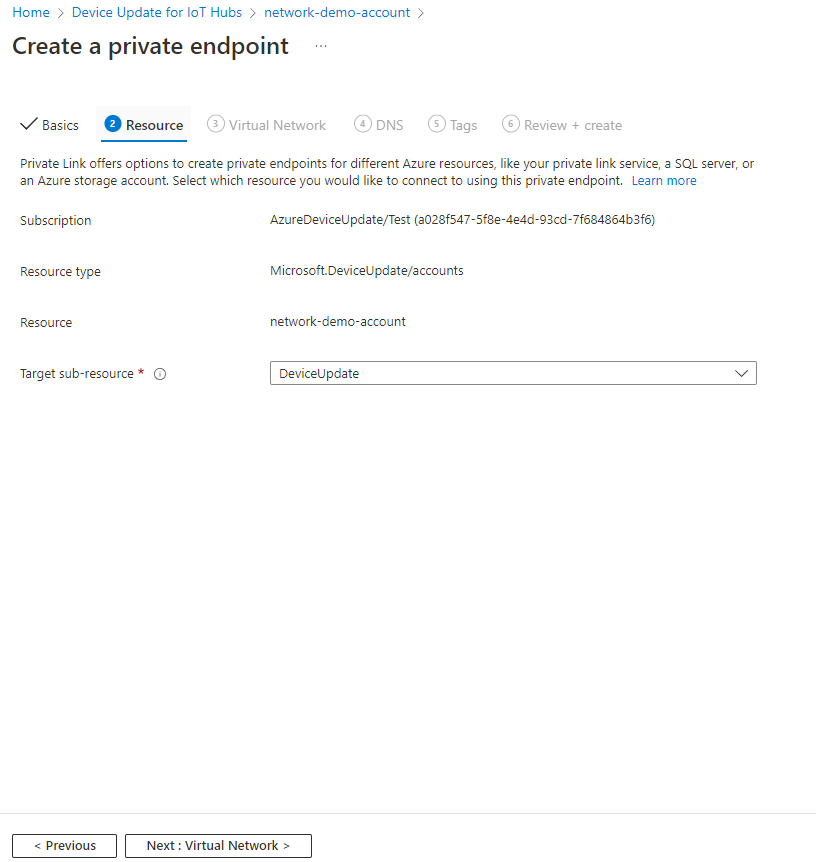 Home > Device Update for IoT Hubs > network-demo-account >
Create a private endpoint ...
Basics 2 Resource 3 Virtual Network 4 DNS 5 Tags 6 Review + create
Private Link offers options to create private endpoints for different Azure resources, like your private link service, a SQL server, or
an Azure storage account. Select which resource you would like to connect to using this private endpoint. Learn more
Subscription AzureDeviceUpdate/Test (a028f547-5f8e-4e4d-93cd-7f684864b3f6)
Resource type Microsoft.DeviceUpdate/accounts
Resource network-demo-account
Target sub-resource * DeviceUpdate
< Previous Next : Virtual Network >